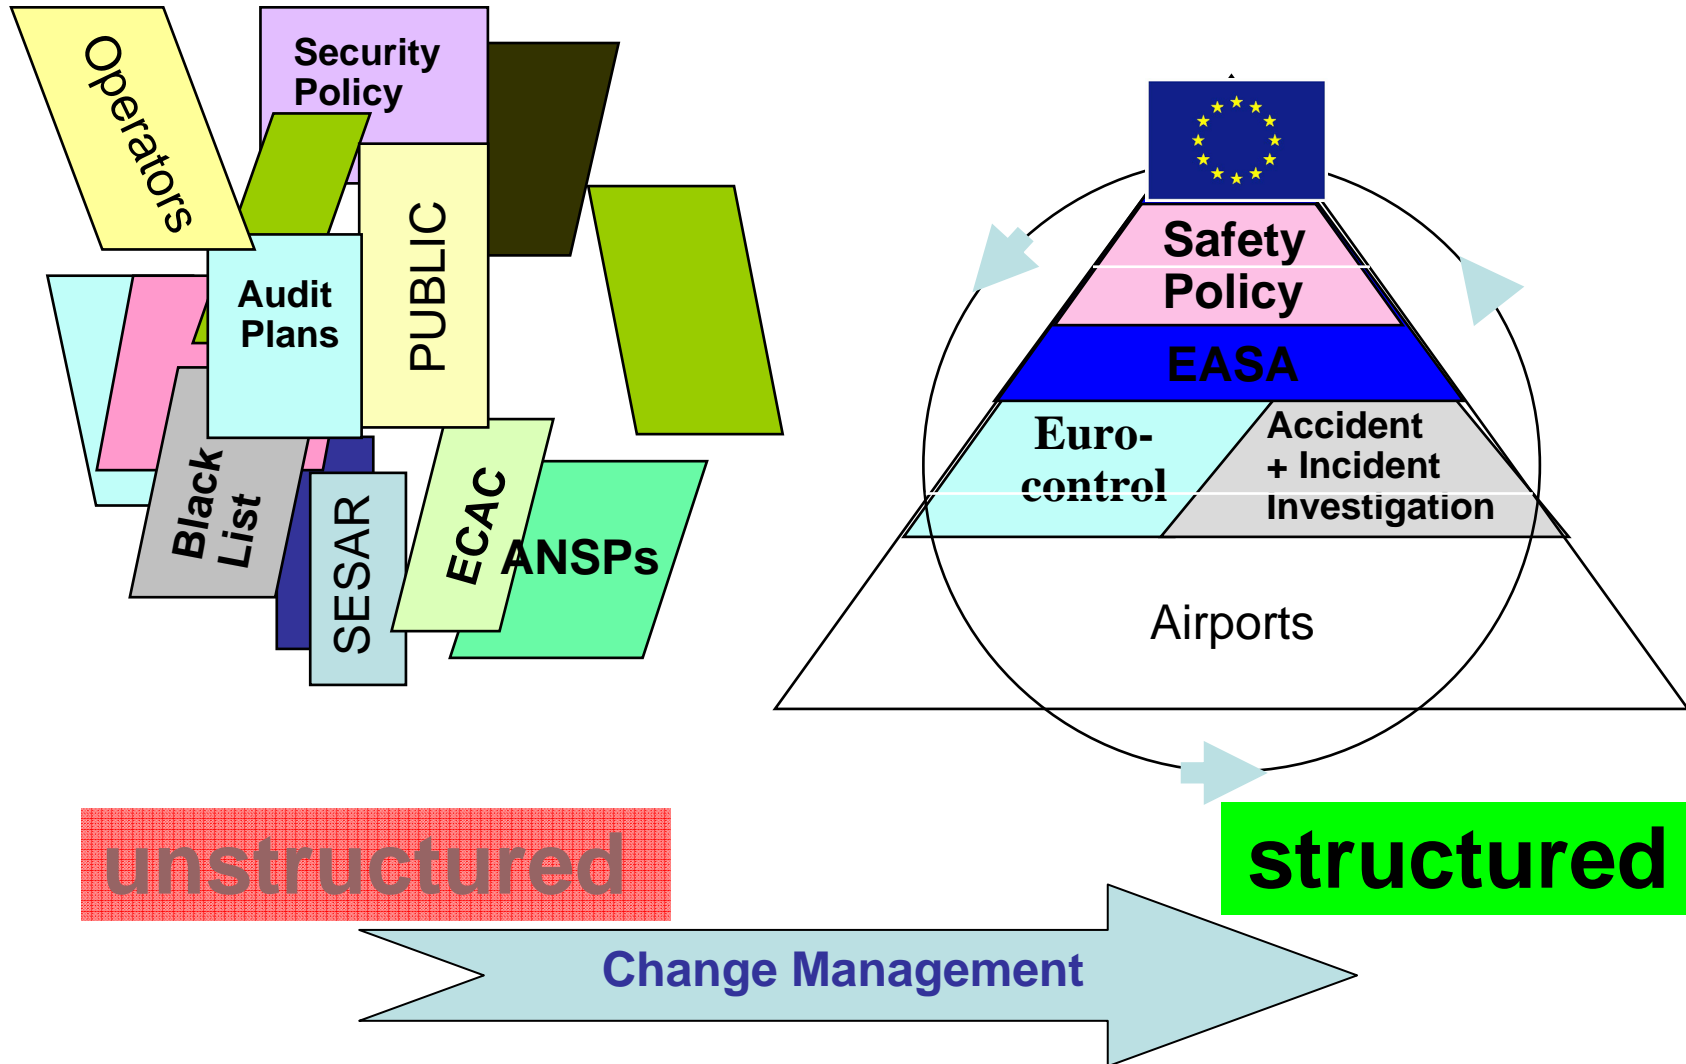 Operators
Security
Policy
PUBLIC
Audit
Plans
Black
List
SESAR
ECAC
ANSPs
Safety
Policy
EASA
Euro-
control
Accident
+ Incident
Investigation
Airports
unstructured
structured
Change Management